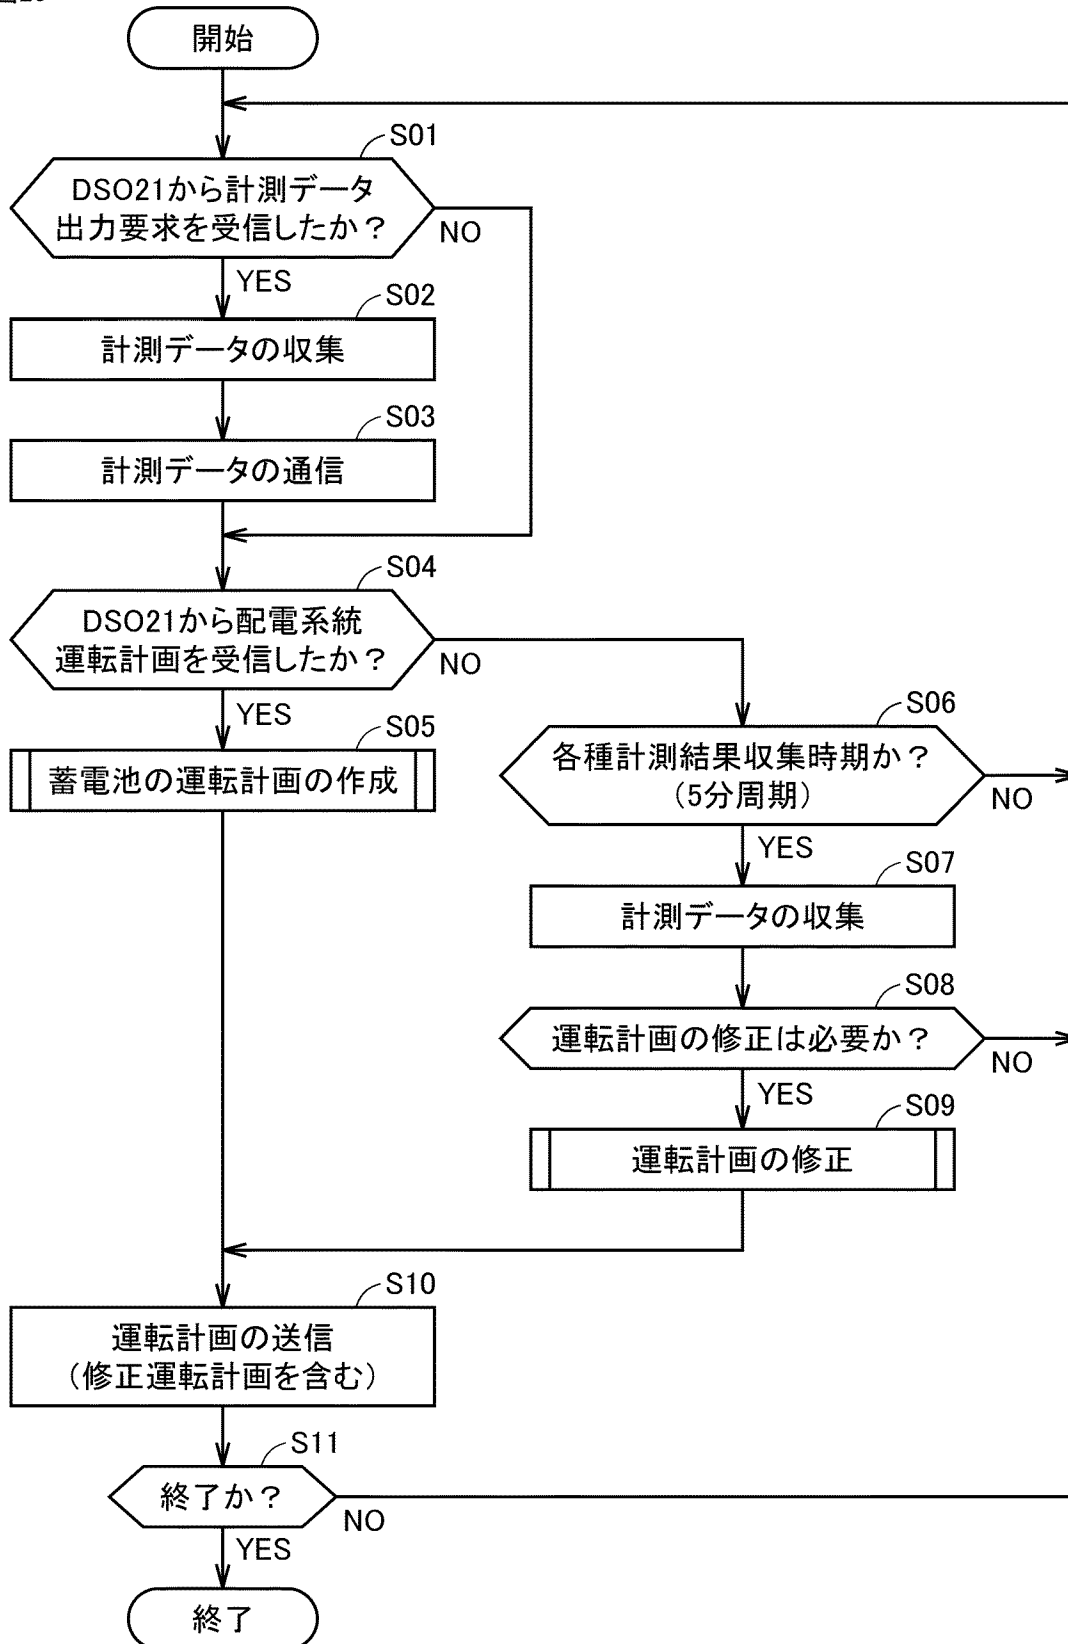 開始
S01
DSO21から計測データ
出力要求を受信したか？
NO
YES
S02
計測データの収集
S03
計測データの通信
S04
DSO21から配電系統
運転計画を受信したか？
NO
YES
S05
蓄電池の運転計画の作成
S06
各種計測結果収集時期か？
（5分周期）
NO
YES
S07
計測データの収集
S08
運転計画の修正は必要か？
NO
YES
S09
運転計画の修正
S10
運転計画の送信
（修正運転計画を含む）
S11
終了か？
NO
YES
終了